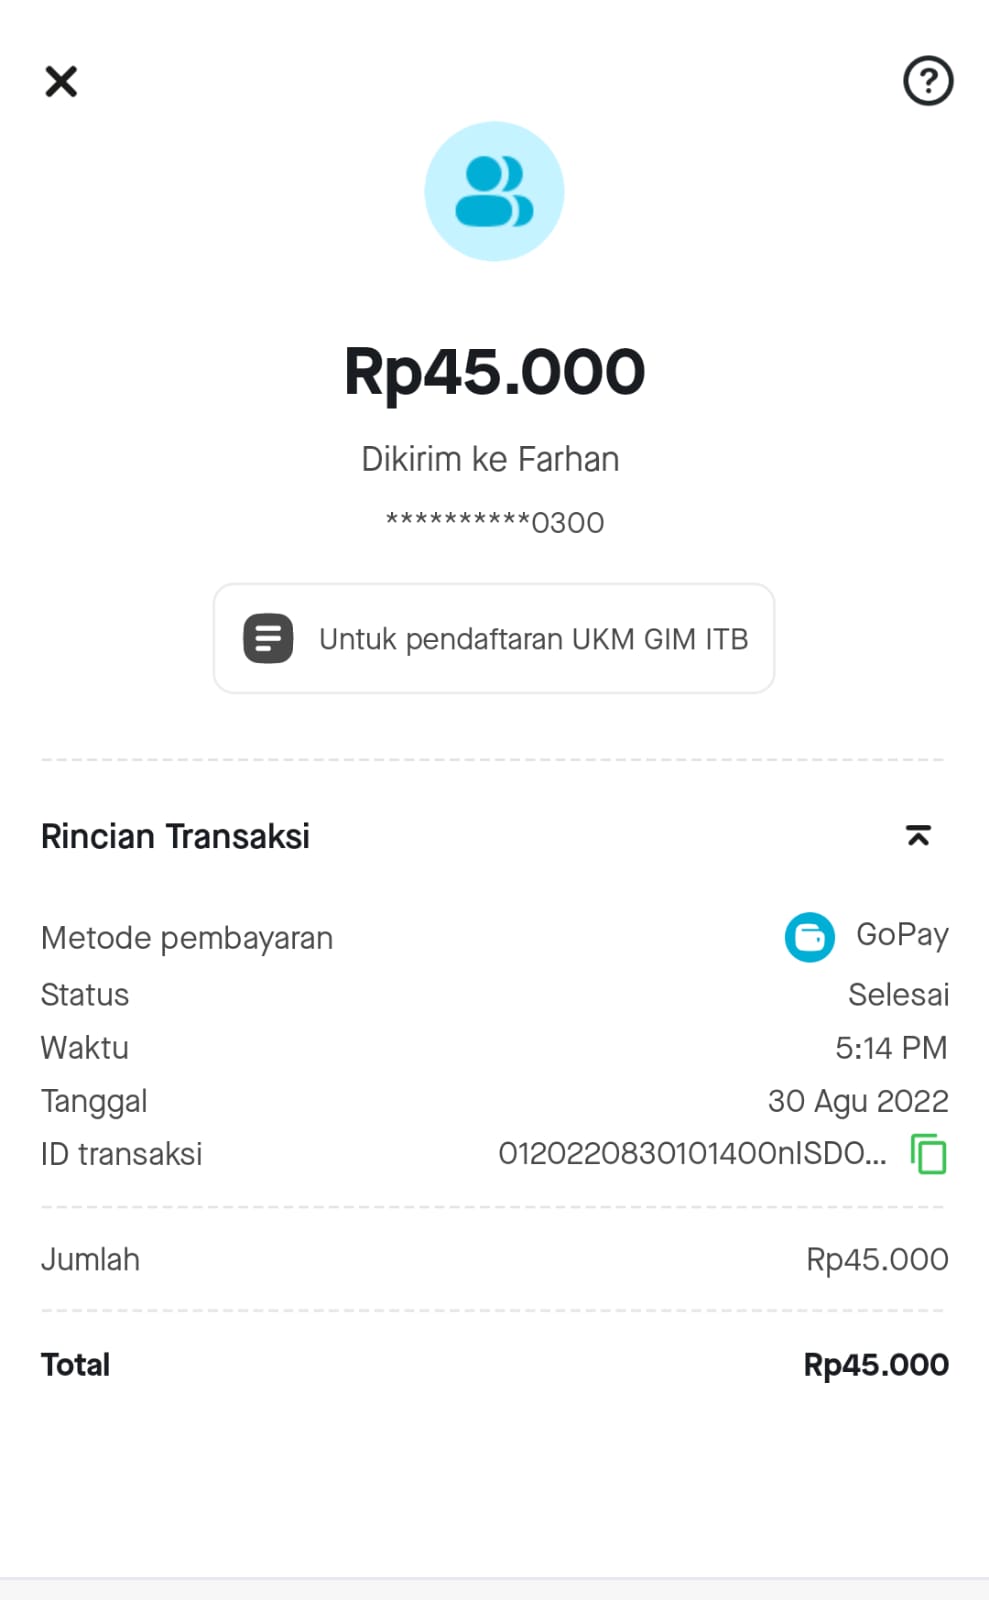 Rp45.000
Dikirim ke Farhan
**********0300
Untuk pendaftaran UKM GIM ITB
Rincian Transaksi
Metode pembayaran GoPay
Status Selesai
Waktu 5:14 PM
Tanggal 30 Agu 2022
ID transaksi 0120220830101400nISDO...
Jumlah Rp45.000
Total Rp45.000